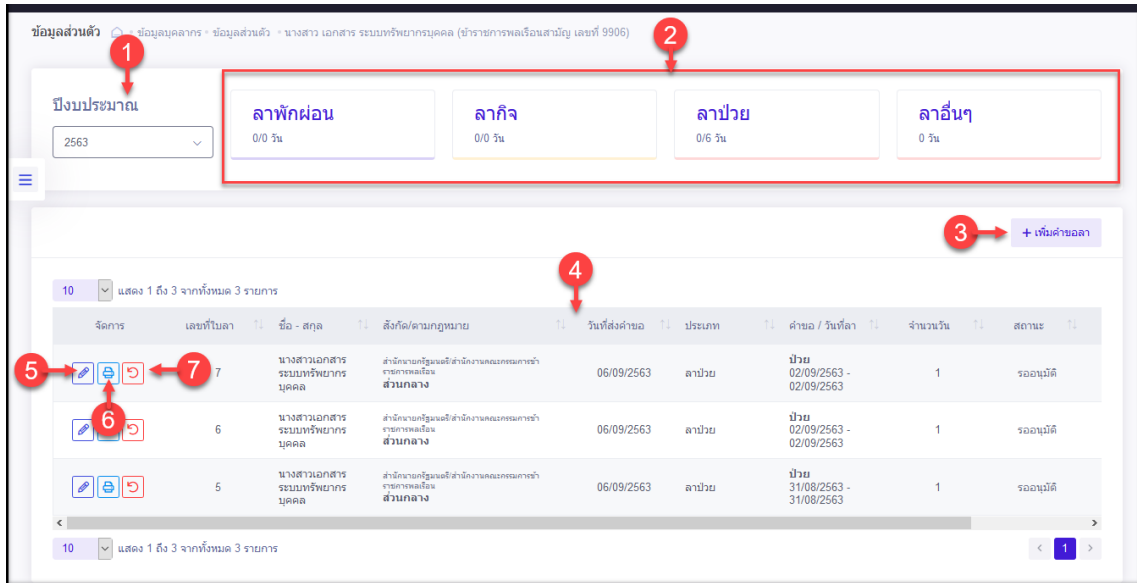 ข้อมูลส่วนตัว ข้อมูลบุคลากร ข้อมูลส่วนตัว นางสาว เอกสาร ระบบทรัพยากรบุคคล (ข้าราชการพลเรือนสามัญ เลขที่ 9906)
1
2
ปีงบประมาณ
2563
ลาพักผ่อน
0/0 วัน
ลากิจ
0/0 วัน
ลาป่วย
0/6 วัน
ลาอื่นๆ
0 วัน
3
+ เพิ่มคำขอลา
4
10 แสดง 1 ถึง 3 จากทั้งหมด 3 รายการ
จัดการ เลขที่ใบลา ชื่อ - สกุล สังกัด/ตามกฎหมาย วันที่ส่งคำขอ ประเภท คำขอ / วันที่ลา จำนวนวัน สถานะ
5
6
7
7
นางสาวเอกสาร
ระบบทรัพยากร
บุคคล
สำนักนายกรัฐมนตรี/สำนักงานคณะกรรมการข้า
ราชการพลเรือน
ส่วนกลาง
06/09/2563
ลาป่วย
ป่วย
02/09/2563 -
02/09/2563
1
รออนุมัติ
6
นางสาวเอกสาร
ระบบทรัพยากร
บุคคล
สำนักนายกรัฐมนตรี/สำนักงานคณะกรรมการข้า
ราชการพลเรือน
ส่วนกลาง
06/09/2563
ลาป่วย
ป่วย
02/09/2563 -
02/09/2563
1
รออนุมัติ
5
นางสาวเอกสาร
ระบบทรัพยากร
บุคคล
สำนักนายกรัฐมนตรี/สำนักงานคณะกรรมการข้า
ราชการพลเรือน
ส่วนกลาง
06/09/2563
ลาป่วย
ป่วย
31/08/2563 -
31/08/2563
1
รออนุมัติ
10 แสดง 1 ถึง 3 จากทั้งหมด 3 รายการ
1